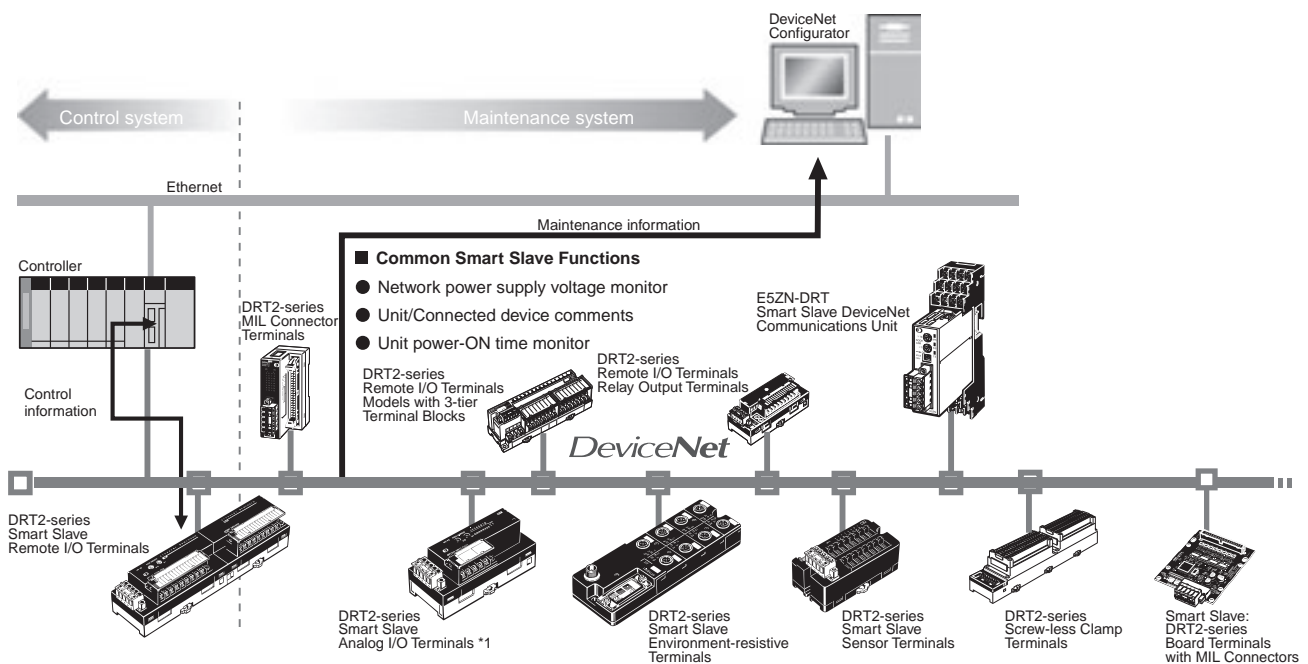 DeviceNet
Configurator
Control system
Maintenance system
Ethernet
Maintenance information
Controller
■ Common Smart Slave Functions
● Network power supply voltage monitor
● Unit/Connected device comments
● Unit power-ON time monitor
DRT2-series
MIL Connector
Terminals
E5ZN-DRT
Smart Slave DeviceNet
Communications Unit
Control
information
DRT2-series
Remote I/O Terminals
Models with 3-tier
Terminal Blocks
DRT2-series
Remote I/O Terminals
Relay Output Terminals
DeviceNet
DRT2-series
Smart Slave
Remote I/O Terminals
DRT2-series
Smart Slave
Analog I/O Terminals *1
DRT2-series
Smart Slave
Environment-resistive
Terminals
DRT2-series
Smart Slave
Sensor Terminals
DRT2-series
Screw-less Clamp
Terminals
Smart Slave:
DRT2-series
Board Terminals
with MIL Connectors